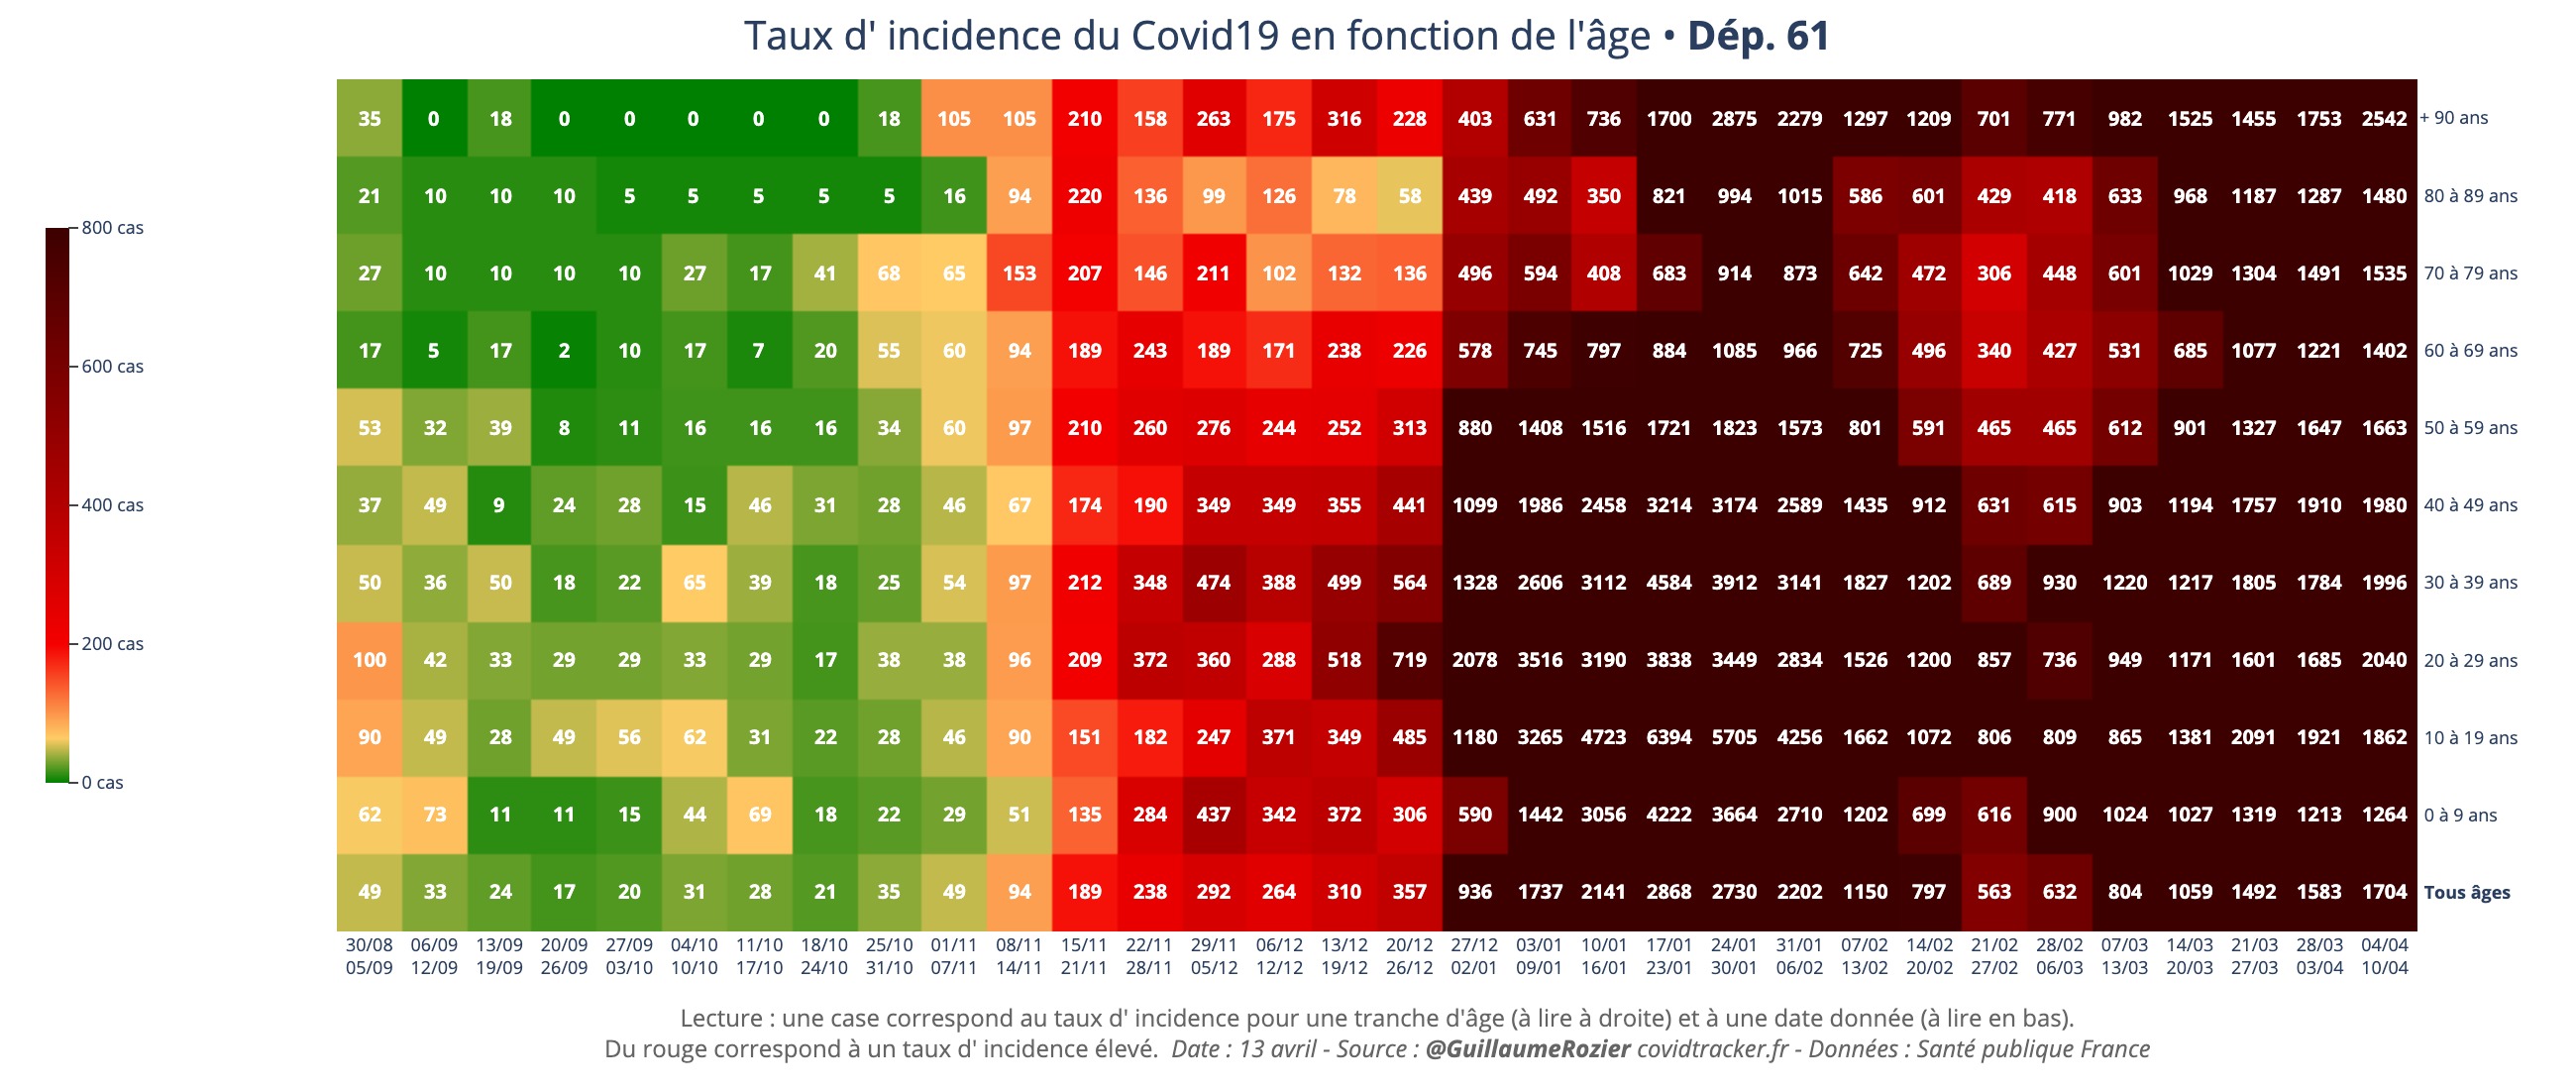 Taux d' incidence du Covid19 en fonction de l'âge • Dép. 61
35 0 18 0 0 0 0 0 18 105 105 210 158 263 175 316 228 403 631 736 1700 2875 2279 1297 1209 701 771 982 1525 1455 1753 2542 + 90 ans
21 10 10 10 5 5 5 5 5 16 94 220 136 99 126 78 58 439 492 350 821 994 1015 586 601 429 418 633 968 1187 1287 1480 80 à 89 ans
800 cas
27 10 10 10 10 27 17 41 68 65 153 207 146 211 102 132 136 496 594 408 683 914 873 642 472 306 448 601 1029 1304 1491 1535 70 à 79 ans
17 5 17 2 10 17 7 20 55 60 94 189 243 189 171 238 226 578 745 797 884 1085 966 725 496 340 427 531 685 1077 1221 1402 60 à 69 ans
600 cas
53 32 39 8 11 16 16 16 34 60 97 210 260 276 244 252 313 880 1408 1516 1721 1823 1573 801 591 465 465 612 901 1327 1647 1663 50 à 59 ans
400 cas
37 49 9 24 28 15 46 31 28 46 67 174 190 349 349 355 441 1099 1986 2458 3214 3174 2589 1435 912 631 615 903 1194 1757 1910 1980 40 à 49 ans
50 36 50 18 22 65 39 18 25 54 97 212 348 474 388 499 564 1328 2606 3112 4584 3912 3141 1827 1202 689 930 1220 1217 1805 1784 1996 30 à 39 ans
200 cas
100 42 33 29 29 33 29 17 38 38 96 209 372 360 288 518 719 2078 3516 3190 3838 3449 2834 1526 1200 857 736 949 1171 1601 1685 2040 20 à 29 ans
90 49 28 49 56 62 31 22 28 46 90 151 182 247 371 349 485 1180 3265 4723 6394 5705 4256 1662 1072 806 809 865 1381 2091 1921 1862 10 à 19 ans
0 cas
62 73 11 11 15 44 69 18 22 29 51 135 284 437 342 372 306 590 1442 3056 4222 3664 2710 1202 699 616 900 1024 1027 1319 1213 1264 0 à 9 ans
49 33 24 17 20 31 28 21 35 49 94 189 238 292 264 310 357 936 1737 2141 2868 2730 2202 1150 797 563 632 804 1059 1492 1583 1704 Tous âges
30/08 06/09 13/09 20/09 27/09 04/10 11/10 18/10 25/10 01/11 08/11 15/11 22/11 29/11 06/12 13/12 20/12 27/12 03/01 10/01 17/01 24/01 31/01 07/02 14/02 21/02 28/02 07/03 14/03 21/03 28/03 04/04
05/09 12/09 19/09 26/09 03/10 10/10 17/10 24/10 31/10 07/11 14/11 21/11 28/11 05/12 12/12 19/12 26/12 02/01 09/01 16/01 23/01 30/01 06/02 13/02 20/02 27/02 06/03 13/03 20/03 27/03 03/04 10/04
Lecture : une case correspond au taux d' incidence pour une tranche d'âge (à lire à droite) et à une date donnée (à lire en bas).
Du rouge correspond à un taux d' incidence élevé. Date : 13 avril - Source : @GuillaumeRozier covidtracker.fr - Données : Santé publique France